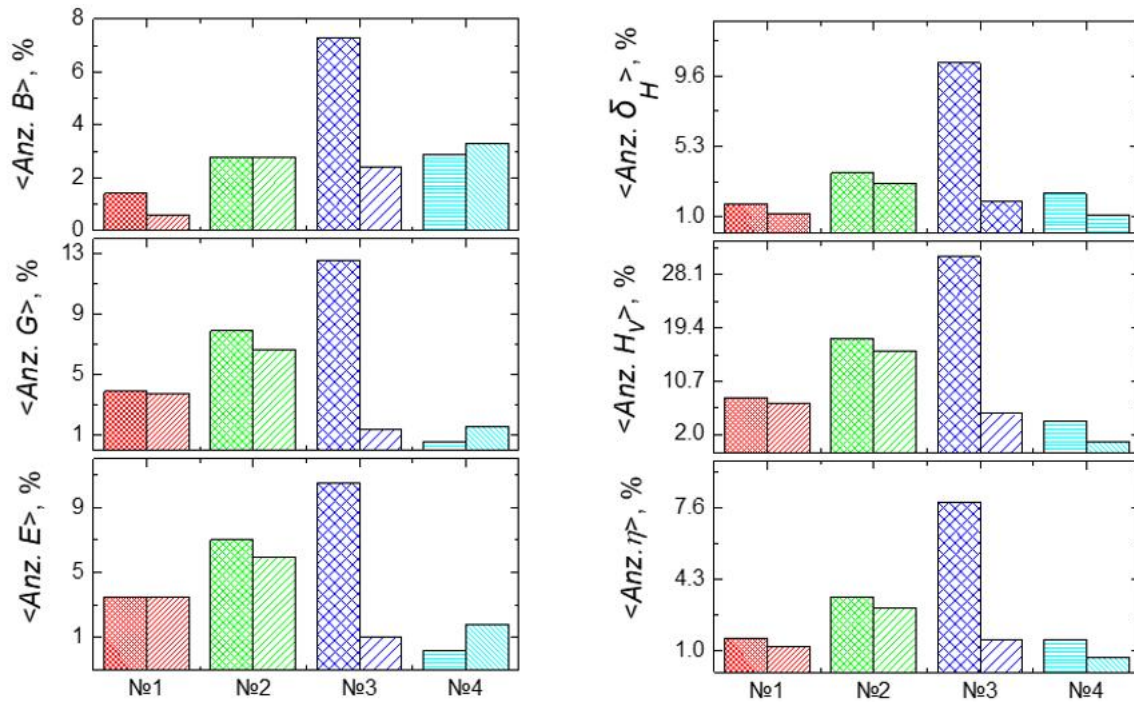 <Anz. B>, %
8
6
4
2
0
<Anz. G>, %
13
9
5
1
<Anz. E>, %
9
5
1
№1 №2 №3 №4
<Anz. δH>, %
9.6
5.3
1.0
<Anz. HV>, %
28.1
19.4
10.7
2.0
<Anz.η>, %
7.6
4.3
1.0
№1 №2 №3 №4